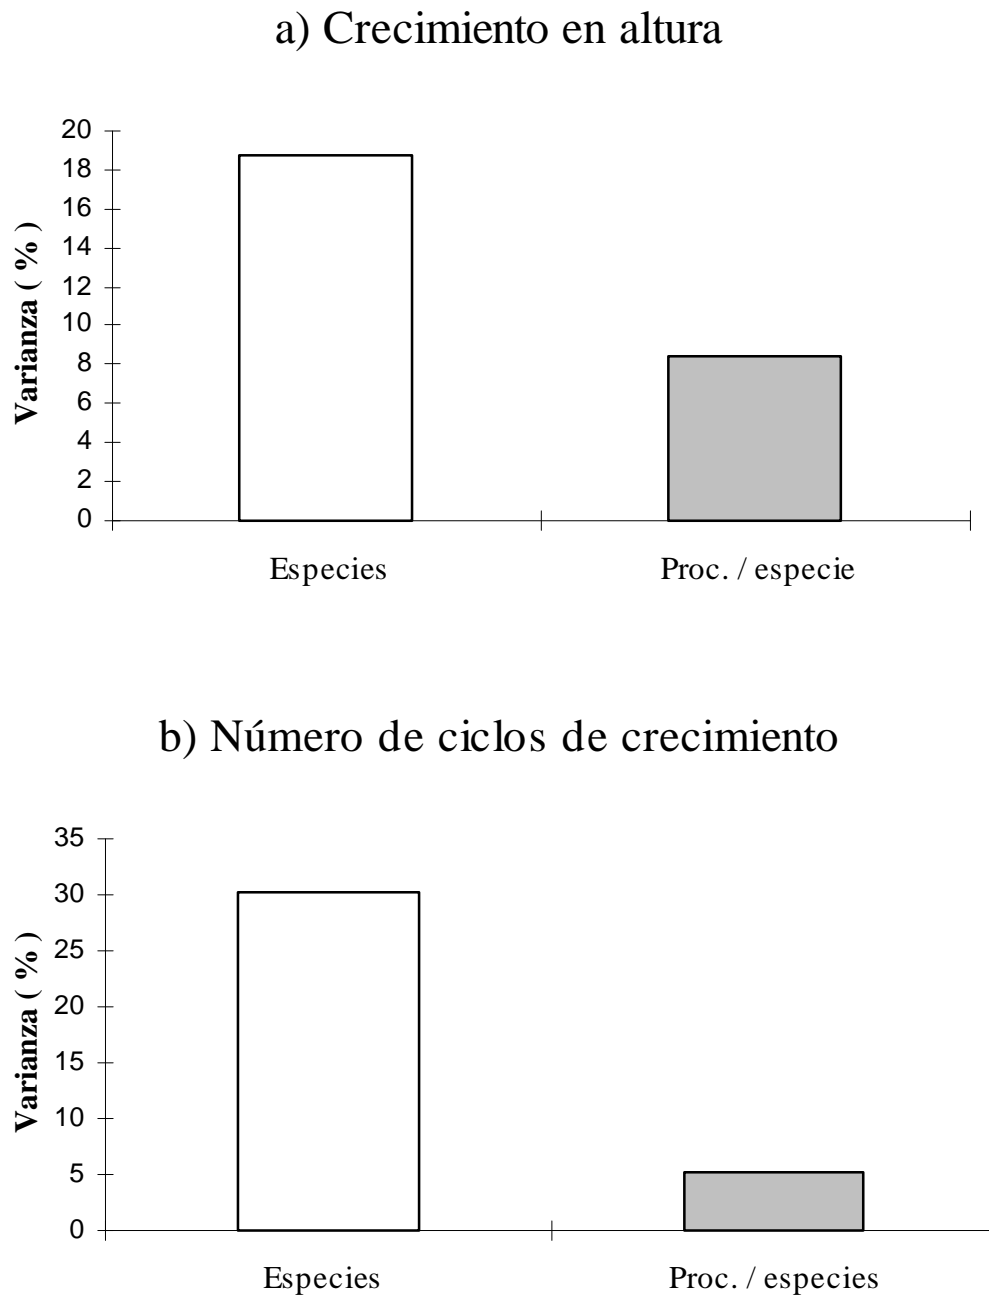 a) Crecimiento en altura
20
18
16
14
12
10
8
6
4
2
0
Varianza ( % )
Especies
Proc. / especie
b) Número de ciclos de crecimiento
35
30
25
20
15
10
5
0
Varianza ( % )
Especies
Proc. / especies